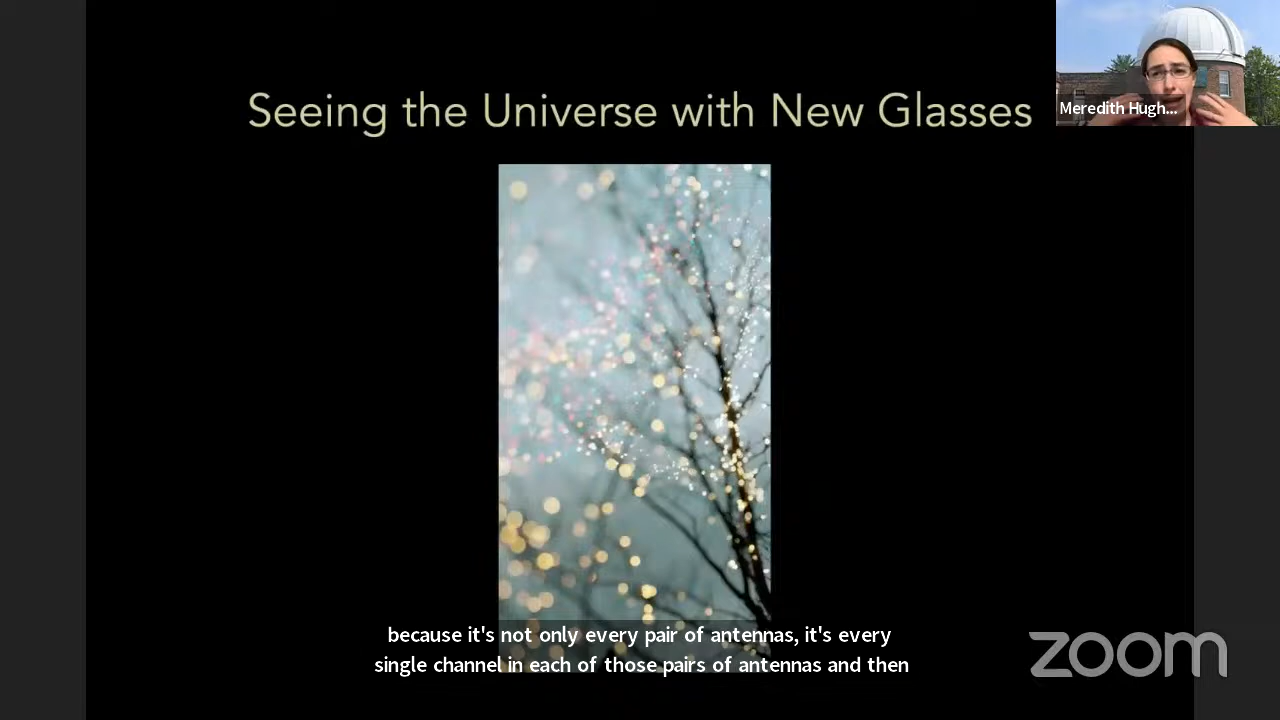 Seeing the Universe with New Glasses
Meredith Hugh...
because it's not only every pair of antennas, it's every
single channel in each of those pairs of antennas and then
zoom